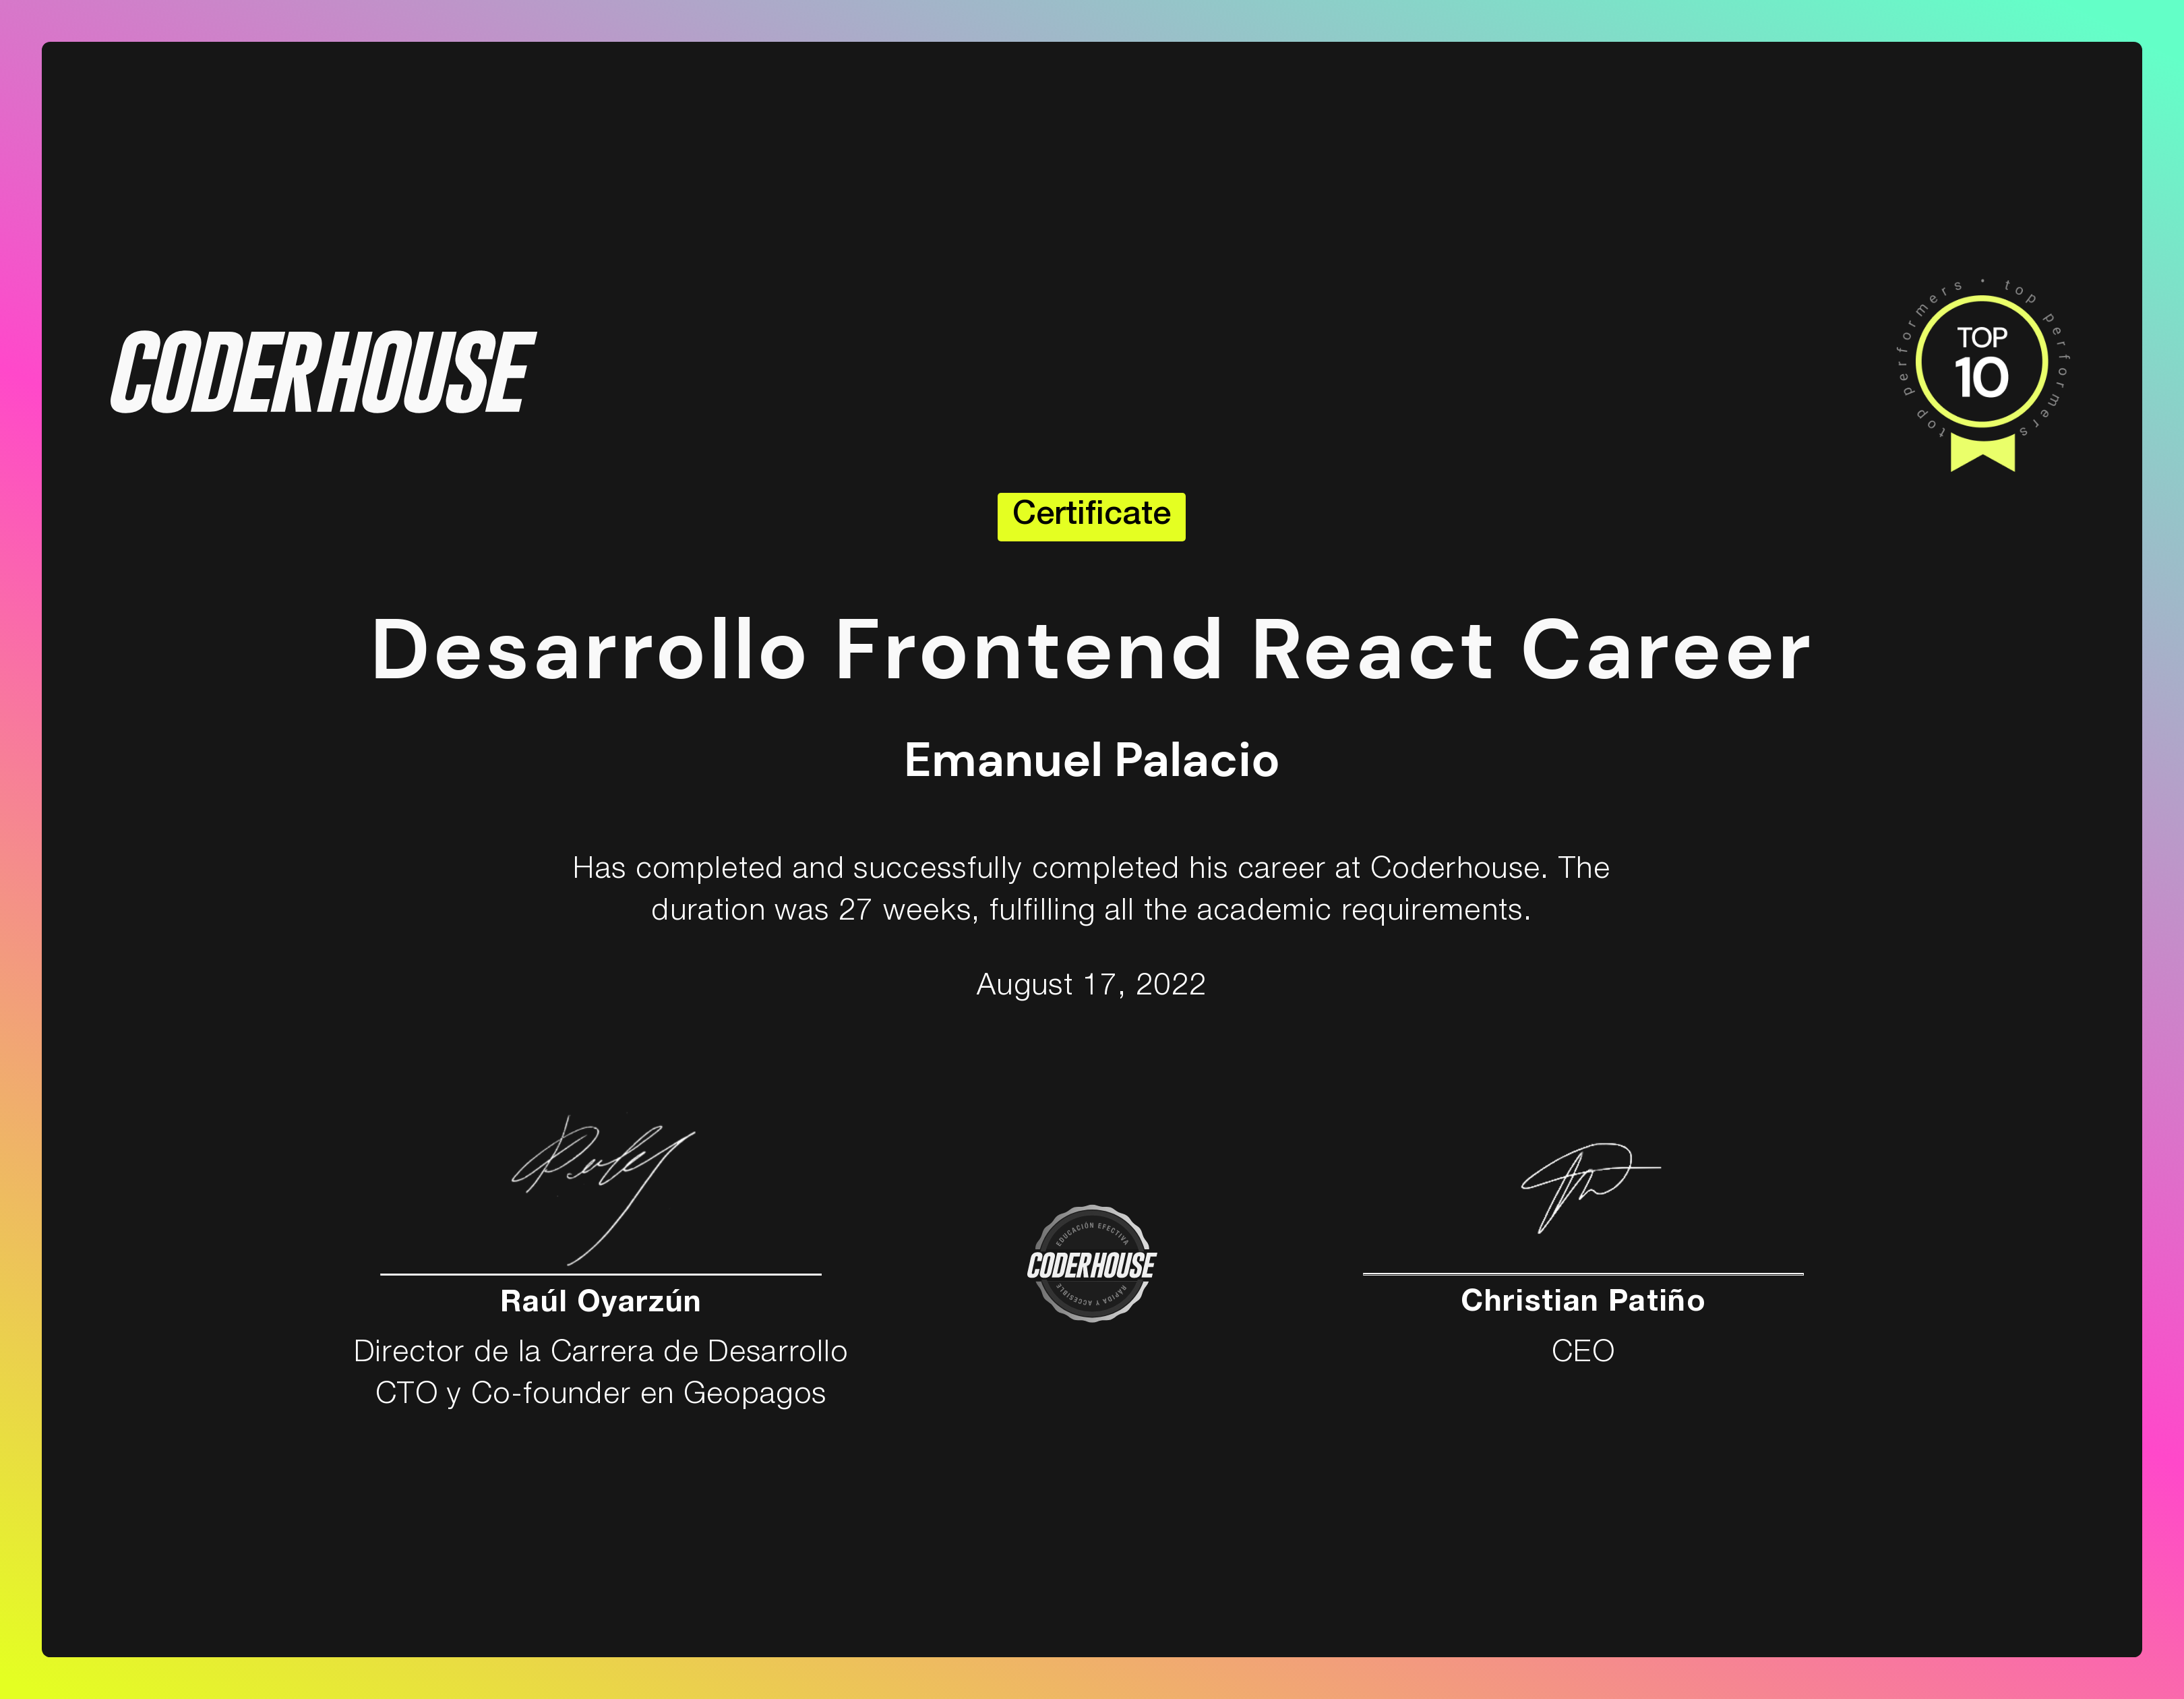 CODERHOUSE
top performers • top performers
TOP
10
Certificate
Desarrollo Frontend React Career
Emanuel Palacio
Has completed and successfully completed his career at Coderhouse. The
duration was 27 weeks, fulfilling all the academic requirements.
August 17, 2022
Raúl Oyarzún
Director de la Carrera de Desarrollo
CTO y Co-founder en Geopagos
EDUCACIÓN EFECTIVA
CODERHOUSE
RÁPIDA Y ACCESIBLE
Christian Patiño
CEO